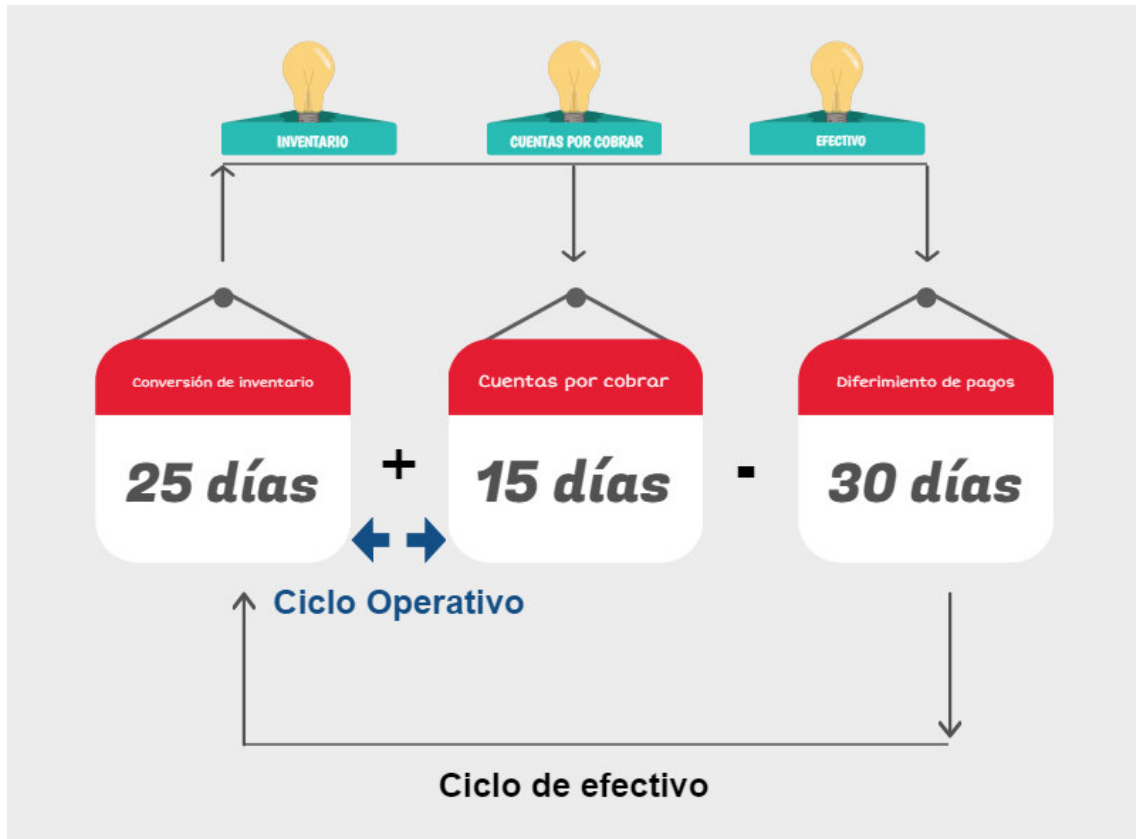 INVENTARIO
CUENTAS POR COBRAR
EFECTIVO
Conversión de inventario
Cuentas por cobrar
Diferimiento de pagos
25 días
+
15 días
-
30 días
Ciclo Operativo
Ciclo de efectivo